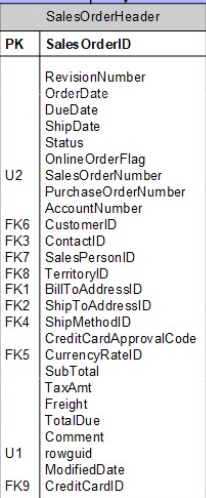 SalesOrderHeader
PK SalesOrderID
RevisionNumber
OrderDate
DueDate
ShipDate
Status
OnlineOrderFlag
U2 SalesOrderNumber
PurchaseOrderNumber
AccountNumber
FK6 CustomerID
FK3 ContactID
FK7 SalesPersonID
FK8 TerritoryID
FK1 BillToAddressID
FK2 ShipToAddressID
FK4 ShipMethodID
CreditCardApprovalCode
FK5 CurrencyRateID
SubTotal
TaxAmt
Freight
TotalDue
Comment
U1 rowguid
ModifiedDate
FK9 CreditCardID